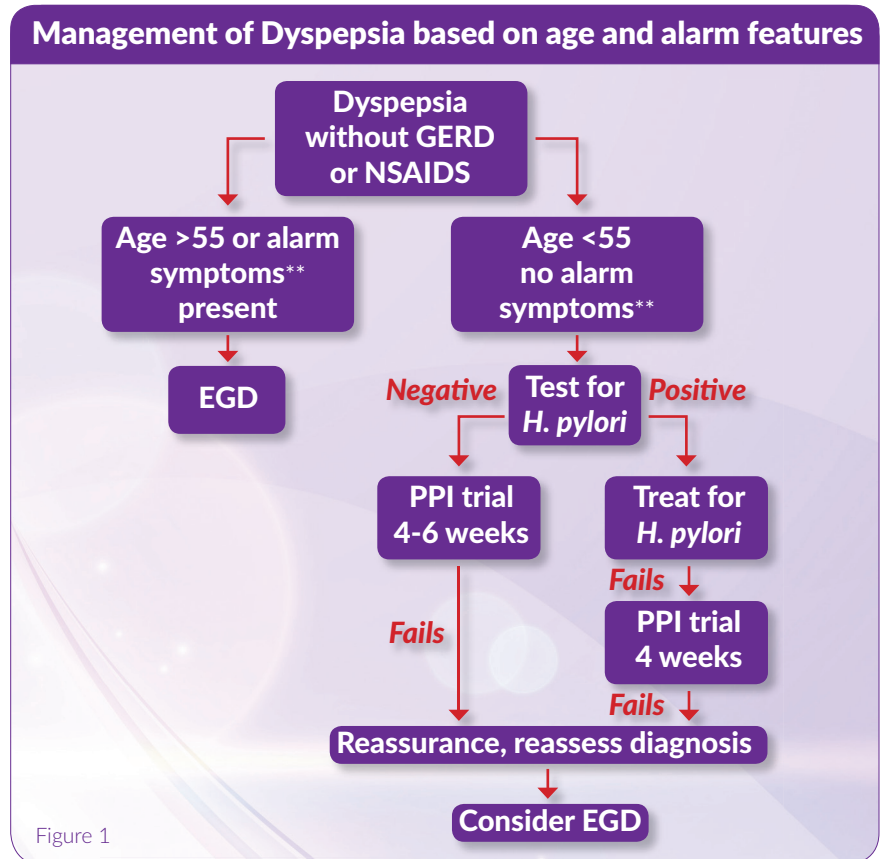 Management of Dyspepsia based on age and alarm features
Dyspepsia
without GERD
or NSAIDS
Age >55 or alarm
symptoms**
present
Age <55
no alarm
symptoms**
EGD
Negative
Test for
H. pylori
Positive
PPI trial
4-6 weeks
Treat for
H. pylori
Fails
Fails
PPI trial
4 weeks
Fails
Reassurance, reassess diagnosis
Consider EGD
Figure 1